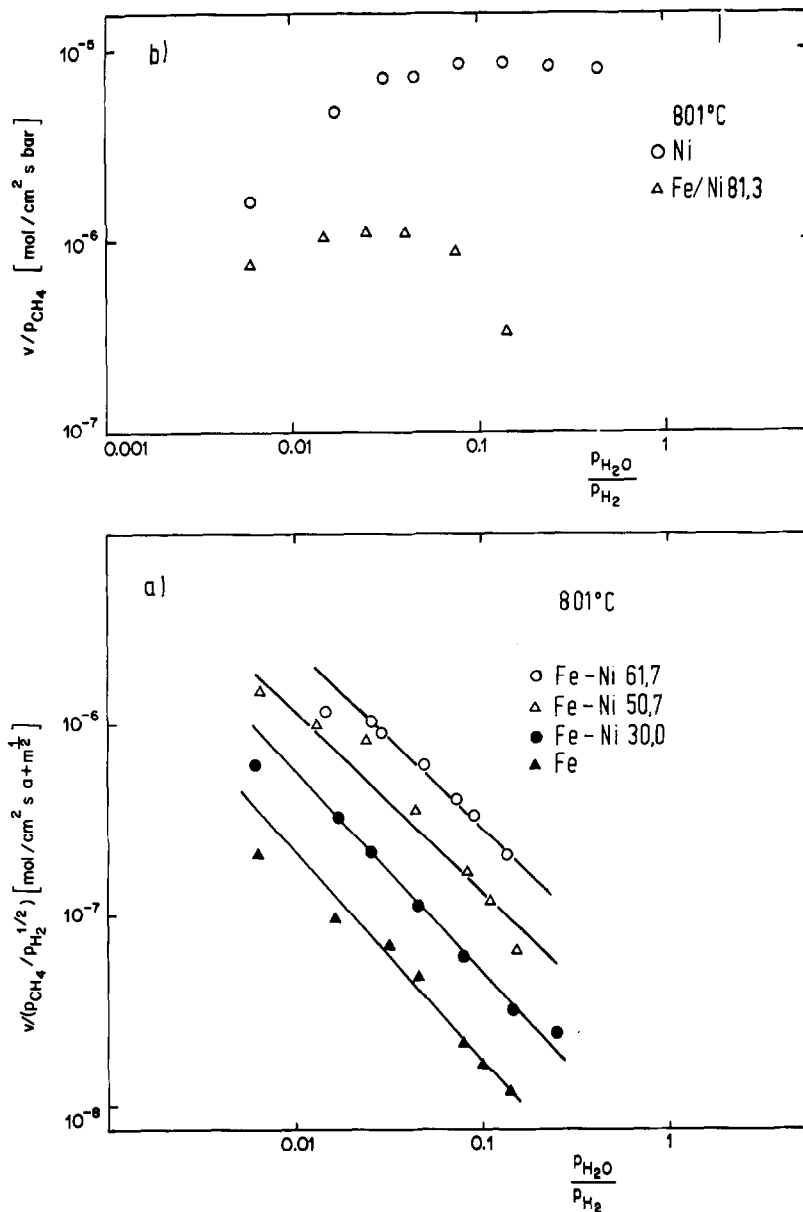 b)
10⁻⁵
10⁻⁶
10⁻⁷
v/p_CH4 [mol/cm² s bar]
801°C
○ Ni
△ Fe/Ni 81,3
0.001
0.01
0.1
1
p_H2O
p_H2
a)
10⁻⁶
10⁻⁷
10⁻⁸
v/(p_CH4/p_H2^1/2) [mol/cm² s a+m^1/2]
801°C
○ Fe-Ni 61,7
△ Fe-Ni 50,7
● Fe-Ni 30,0
▲ Fe
0.01
0.1
1
p_H2O
p_H2